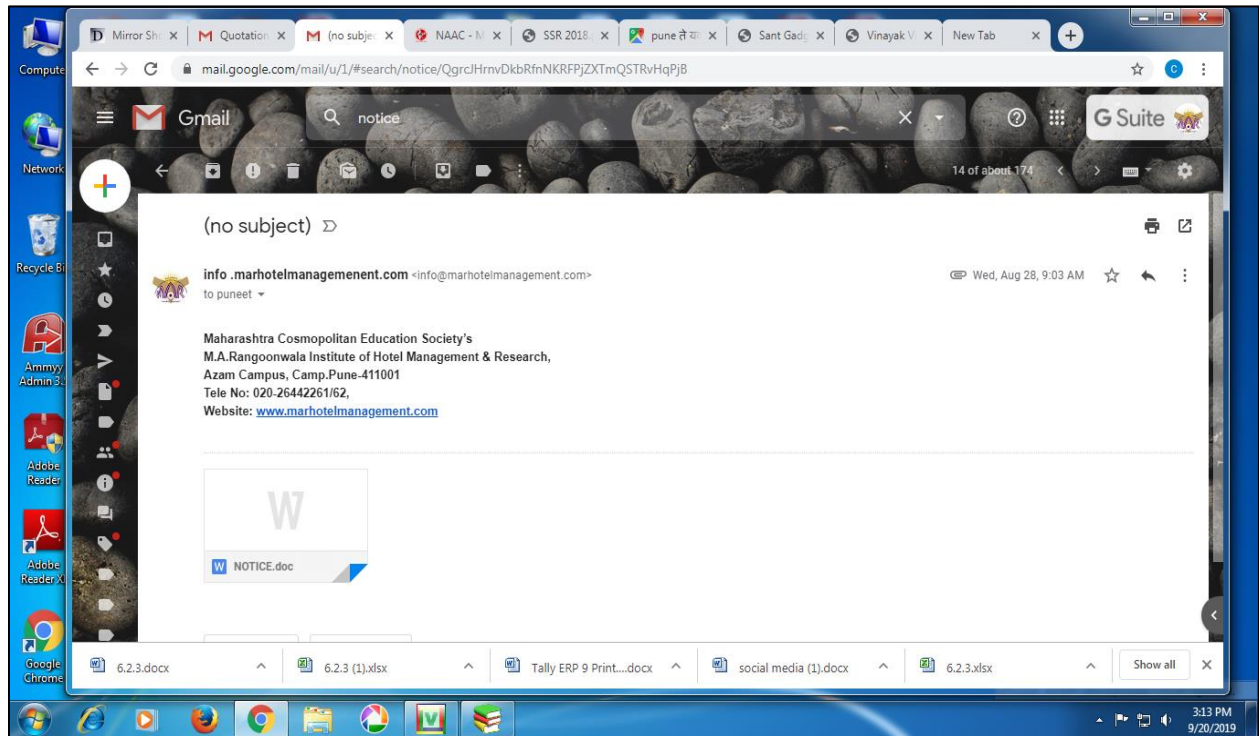 Mirror Sh
Quotation
(no subjec
NAAC - M
SSR 2018.
pune ते
Sant Gadg
Vinayak V
New Tab
mail.google.com/mail/u/1/#search/notice/QgrcJHrnvDkbRfnNKRFPjZXTmQSTRvHqPjB
C
Gmail
notice
G Suite
14 of about 174
(no subject)
info .marhotelmanagemenent.com <info@marhotelmanagement.com>
Wed, Aug 28, 9:03 AM
to puneet
Maharashtra Cosmopolitan Education Society's
M.A.Rangoonwala Institute of Hotel Management & Research,
Azam Campus, Camp.Pune-411001
Tele No: 020-26442261/62,
Website: www.marhotelmanagement.com
W
W NOTICE.doc
6.2.3.docx
6.2.3 (1).xlsx
Tally ERP 9 Print....docx
social media (1).docx
6.2.3.xlsx
Show all
Compute
Network
Recycle Bi
Ammyy
Admin 3.
Adobe
Reader
Adobe
Reader X
Google
Chrome
3:13 PM
9/20/2019